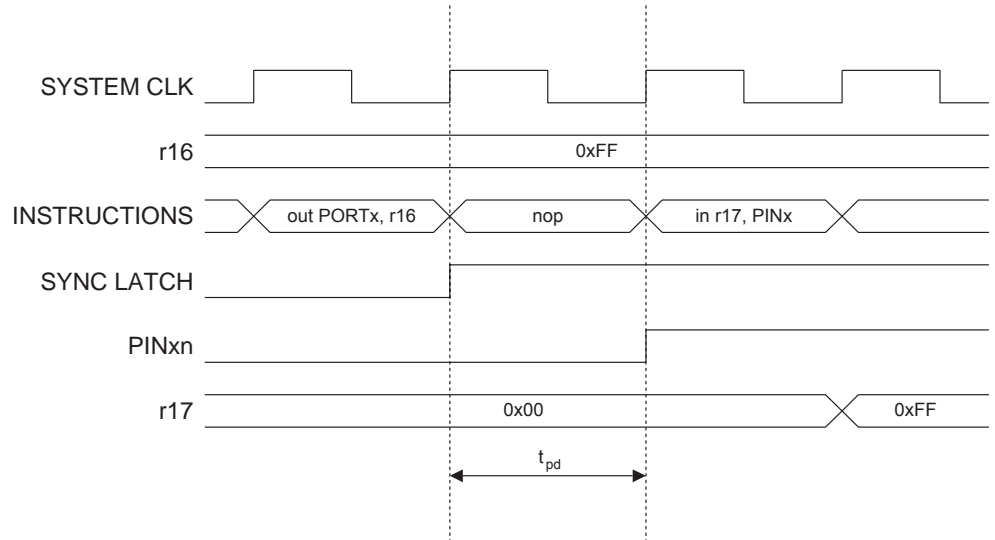 SYSTEM CLK
r16
0xFF
INSTRUCTIONS
out PORTx, r16
nop
in r17, PINx
SYNC LATCH
PINxn
r17
0x00
0xFF
tpd